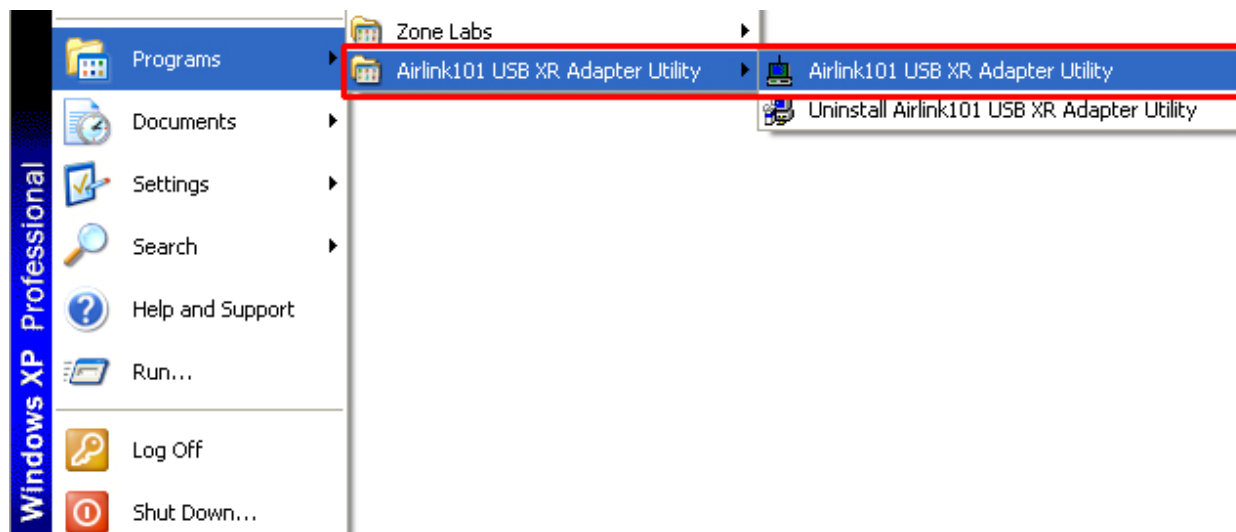 Windows XP Professional
Programs
Documents
Settings
Search
Help and Support
Run...
Log Off
Shut Down...
Zone Labs
Airlink101 USB XR Adapter Utility
Airlink101 USB XR Adapter Utility
Uninstall Airlink101 USB XR Adapter Utility